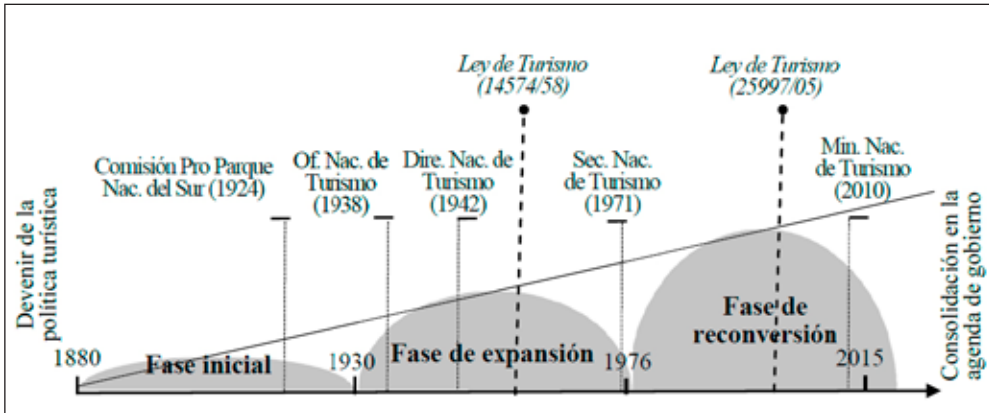 Ley de Turismo
(14574/58)
Ley de Turismo
(25997/05)
Comisión Pro Parque
Nac. del Sur (1924)
Of. Nac. de
Turismo
(1938)
Dire. Nac. de
Turismo
(1942)
Sec. Nac.
de Turismo
(1971)
Min. Nac.
de Turismo
(2010)
Devenir de la
política turística
Consolidación en la
agenda de gobierno
Fase inicial
Fase de expansión
Fase de
reconversión
1880
1930
1976
2015